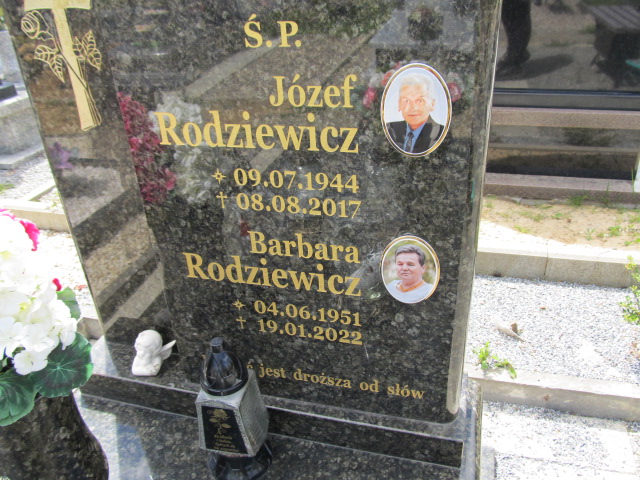 Ś.P.
Józef
Rodziewicz
✶ 09.07.1944
† 08.08.2017
Barbara
Rodziewicz
✶ 04.06.1951
† 19.01.2022
jest droższa od słów